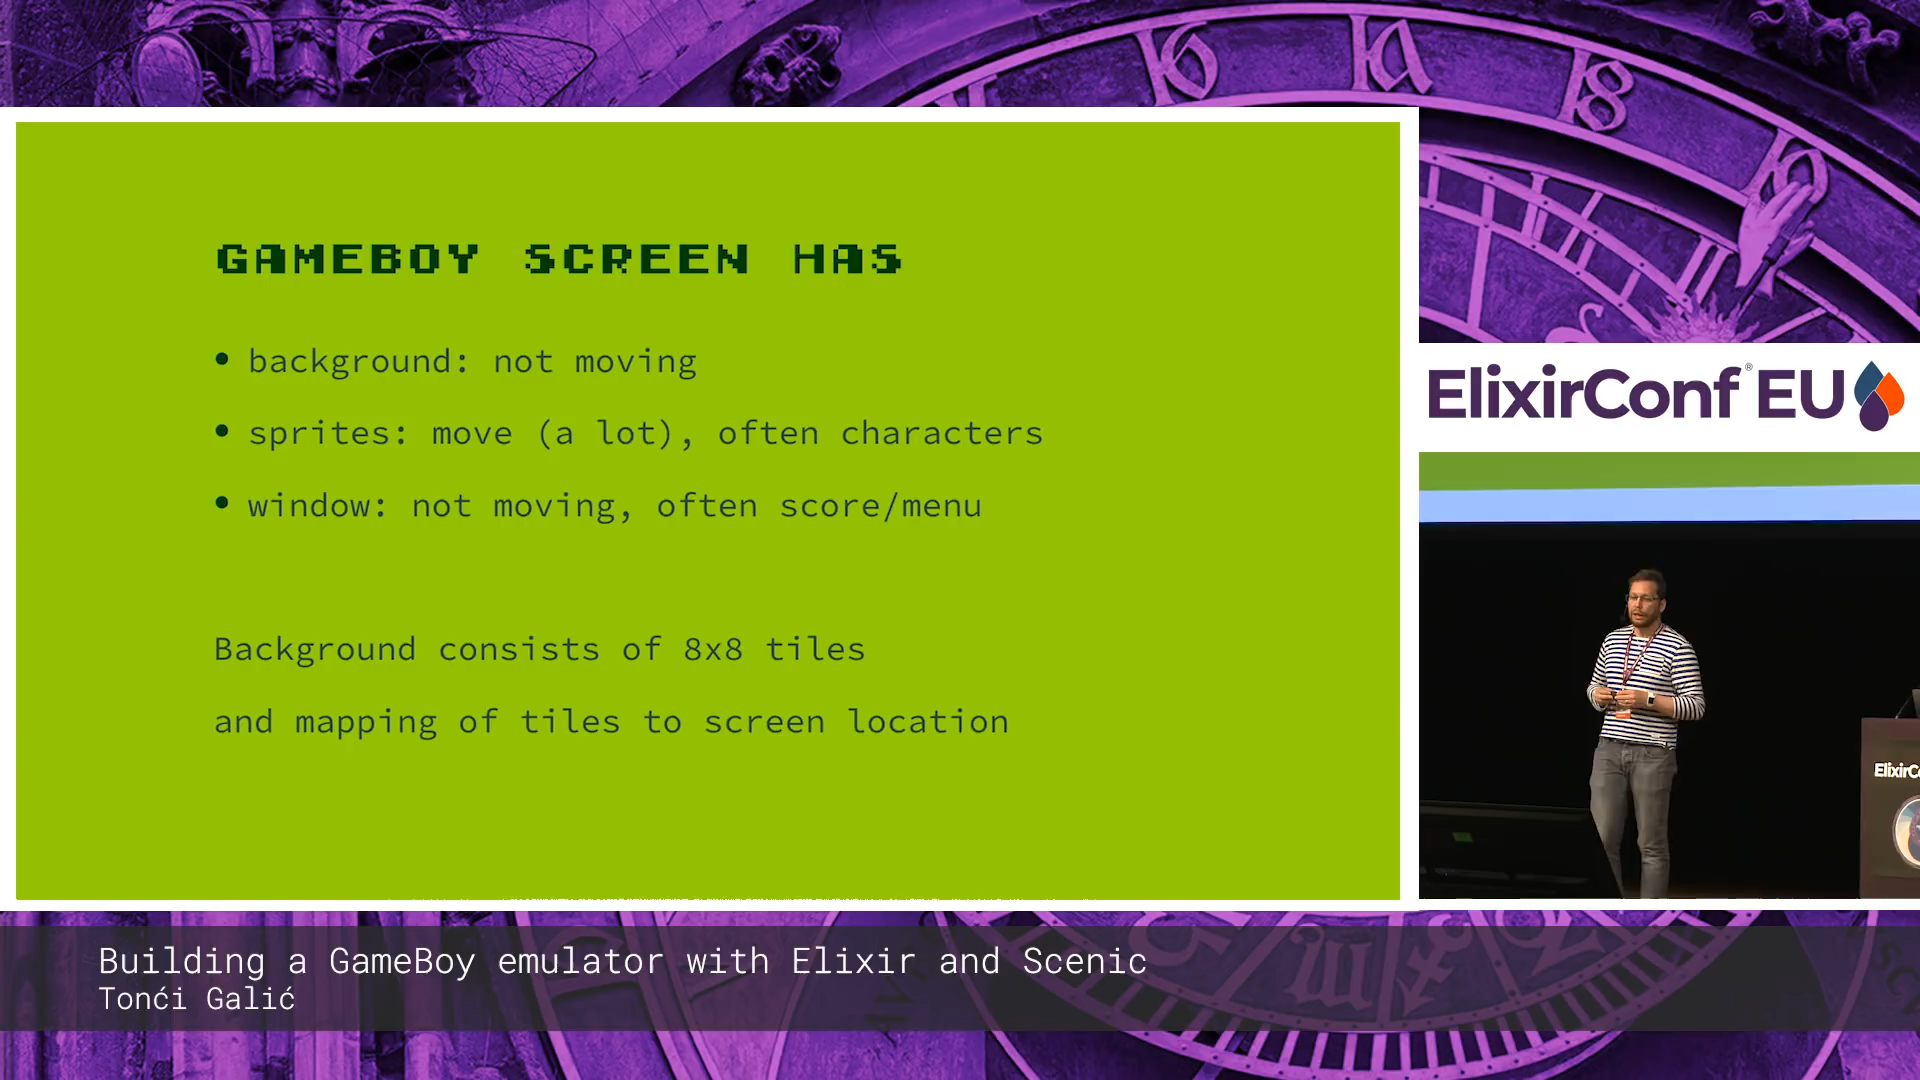 GAMEBOY SCREEN HAS
• background: not moving
• sprites: move (a lot), often characters
• window: not moving, often score/menu
Background consists of 8x8 tiles
and mapping of tiles to screen location
ElixirConf® EU
Building a GameBoy emulator with Elixir and Scenic
Tonći Galić